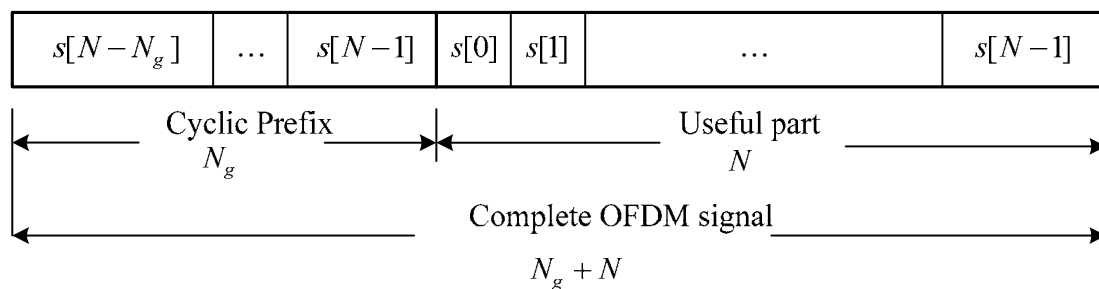 s[N−N_g] … s[N−1] s[0] s[1] … s[N−1]
Cyclic Prefix Useful part
N_g N
Complete OFDM signal
N_g + N